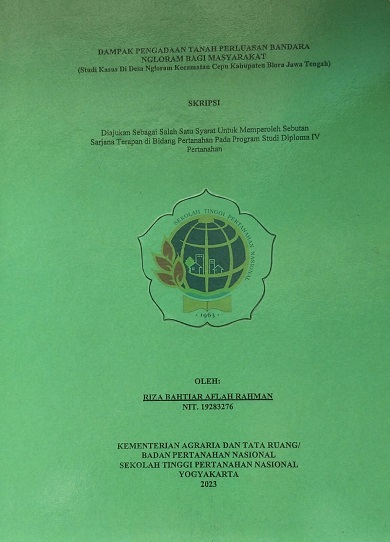 DAMPAK PENGADAAN TANAH PERLUASAN BANDARA
NGLORAM BAGI MASYARAKAT
(Studi Kasus Di Desa Ngloram Kecamatan Cepu Kabupaten Blora Jawa Tengah)
SKRIPSI
Diajukan Sebagai Salah Satu Syarat Untuk Memperoleh Sebutan
Sarjana Terapan di Bidang Pertanahan Pada Program Studi Diploma IV
Pertanahan
SEKOLAH TINGGI PERTANAHAN NASIONAL
- 1963 -
OLEH:
RIZA BAHTIAR AFLAH RAHMAN
NIT. 19283276
KEMENTERIAN AGRARIA DAN TATA RUANG/
BADAN PERTANAHAN NASIONAL
SEKOLAH TINGGI PERTANAHAN NASIONAL
YOGYAKARTA
2023